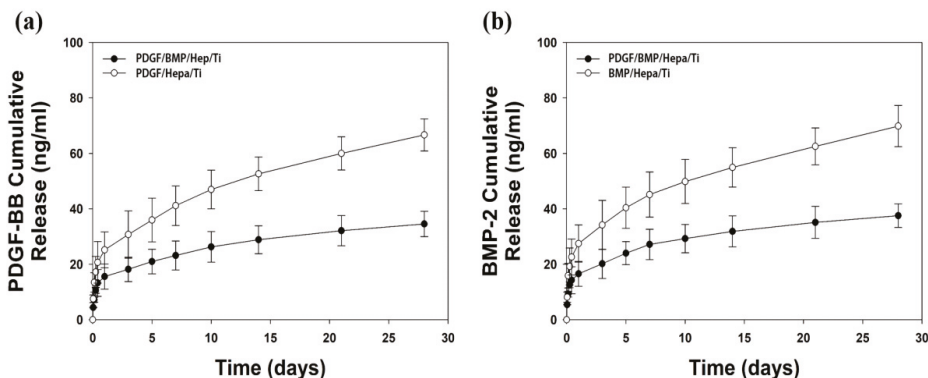 (a)
100
80
60
40
20
0
PDGF-BB Cumulative
Release (ng/ml)
PDGF/BMP/Hep/Ti
PDGF/Hepa/Ti
0 5 10 15 20 25 30
Time (days)
(b)
100
80
60
40
20
0
BMP-2 Cumulative
Release (ng/ml)
PDGF/BMP/Hepa/Ti
BMP/Hepa/Ti
0 5 10 15 20 25 30
Time (days)